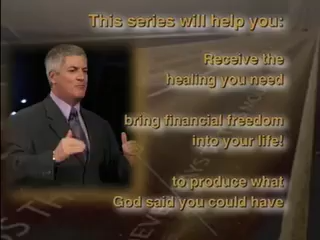 This series will help you:
Receive the
healing you need
bring financial freedom
into your life!
to produce what
God said you could have